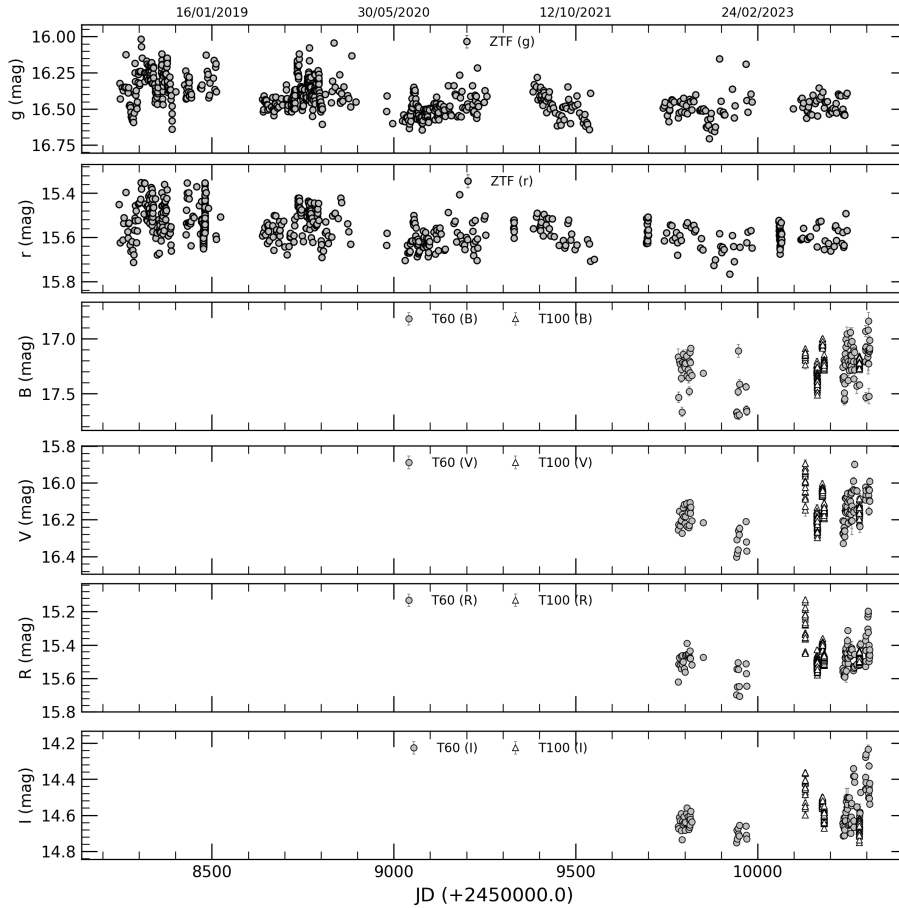 16/01/2019 30/05/2020 12/10/2021 24/02/2023
g (mag)
16.00
16.25
16.50
16.75
ZTF (g)
r (mag)
15.4
15.6
15.8
ZTF (r)
B (mag)
17.0
17.5
T60 (B) T100 (B)
V (mag)
15.8
16.0
16.2
16.4
T60 (V) T100 (V)
R (mag)
15.2
15.4
15.6
15.8
T60 (R) T100 (R)
I (mag)
14.2
14.4
14.6
14.8
T60 (I) T100 (I)
8500 9000 9500 10000
JD (+2450000.0)